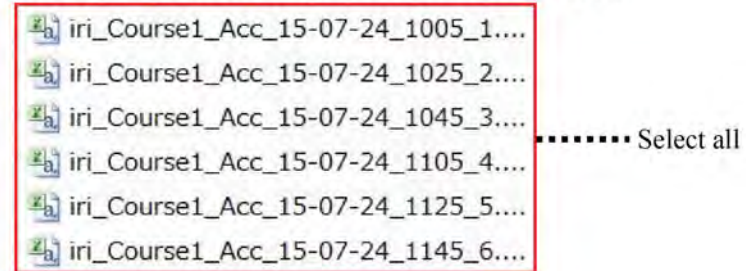 iri_Course1_Acc_15-07-24_1005_1....
iri_Course1_Acc_15-07-24_1025_2....
iri_Course1_Acc_15-07-24_1045_3....
Select all
iri_Course1_Acc_15-07-24_1105_4....
iri_Course1_Acc_15-07-24_1125_5....
iri_Course1_Acc_15-07-24_1145_6....